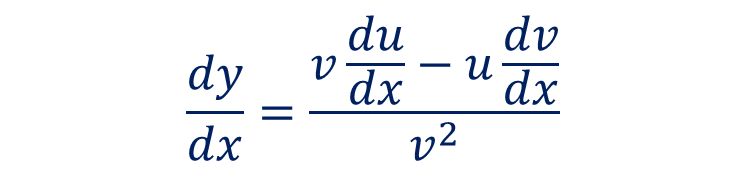 dy/dx = (v du/dx − u dv/dx)/v²